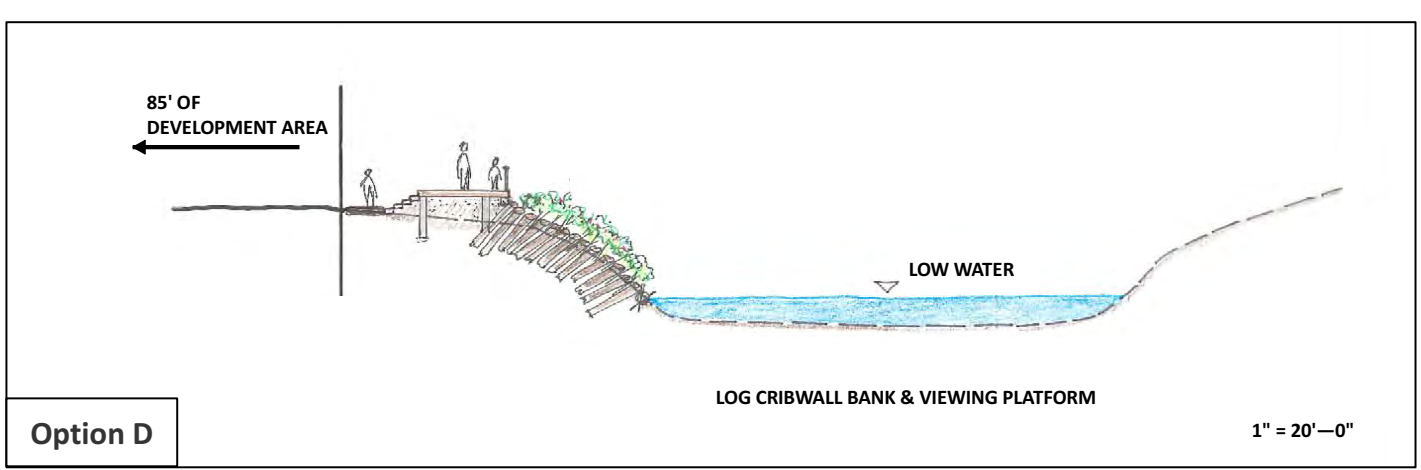 85' OF
DEVELOPMENT AREA
LOW WATER
LOG CRIBWALL BANK & VIEWING PLATFORM
Option D
1" = 20'—0"